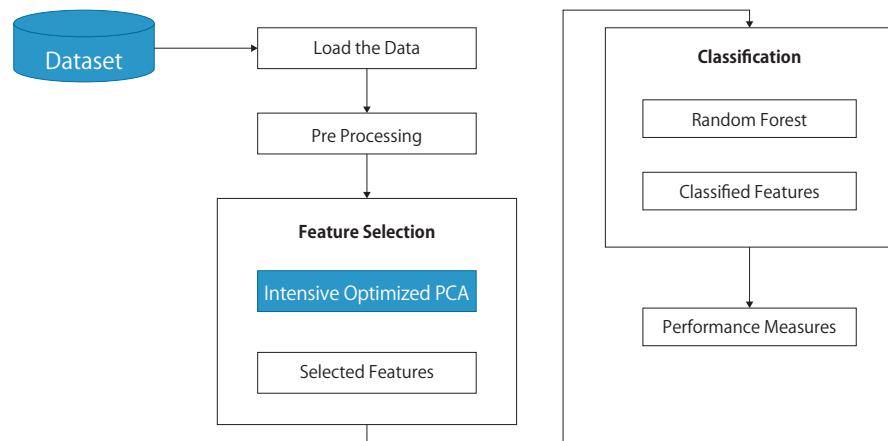 Dataset
Load the Data
Pre Processing
Feature Selection
Intensive Optimized PCA
Selected Features
Classification
Random Forest
Classified Features
Performance Measures